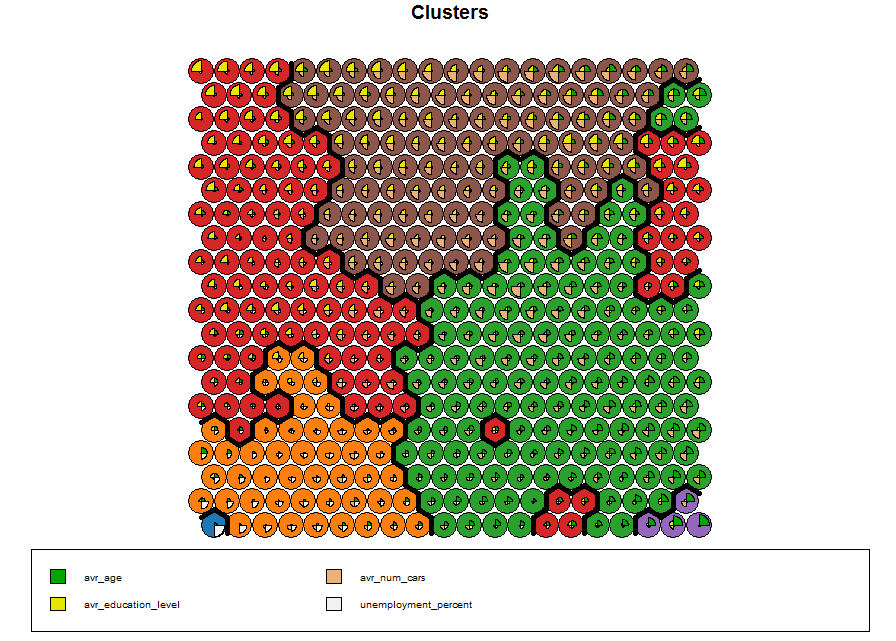 Clusters
avr_age
avr_num_cars
avr_education_level
unemployment_percent